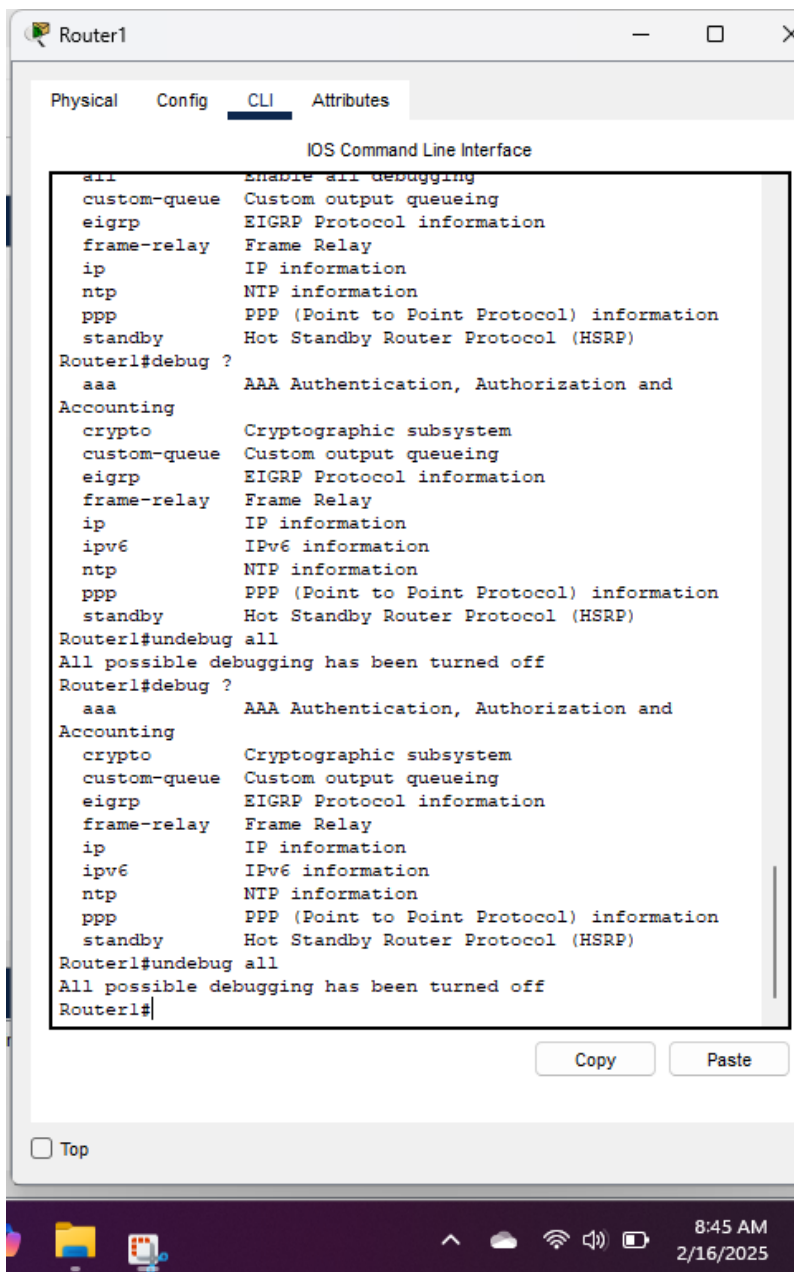 Router1
Physical Config CLI Attributes
IOS Command Line Interface
all Enable all debugging
custom-queue Custom output queueing
eigrp EIGRP Protocol information
frame-relay Frame Relay
ip IP information
ntp NTP information
ppp PPP (Point to Point Protocol) information
standby Hot Standby Router Protocol (HSRP)
Router1#debug ?
aaa AAA Authentication, Authorization and
Accounting
crypto Cryptographic subsystem
custom-queue Custom output queueing
eigrp EIGRP Protocol information
frame-relay Frame Relay
ip IP information
ipv6 IPv6 information
ntp NTP information
ppp PPP (Point to Point Protocol) information
standby Hot Standby Router Protocol (HSRP)
Router1#undebug all
All possible debugging has been turned off
Router1#debug ?
aaa AAA Authentication, Authorization and
Accounting
crypto Cryptographic subsystem
custom-queue Custom output queueing
eigrp EIGRP Protocol information
frame-relay Frame Relay
ip IP information
ipv6 IPv6 information
ntp NTP information
ppp PPP (Point to Point Protocol) information
standby Hot Standby Router Protocol (HSRP)
Router1#undebug all
All possible debugging has been turned off
Router1#
Copy Paste
Top
8:45 AM
2/16/2025